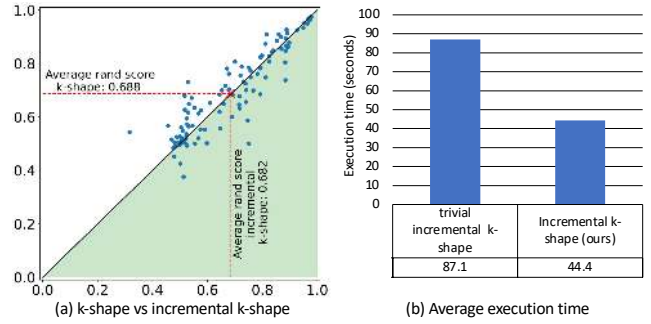 1.0
0.8
0.6
0.4
0.2
0.0
0.0
0.2
0.4
0.6
0.8
1.0
Average rand score
k-shape: 0.688
Average rand score
incremental
k-shape: 0.682
(a) k-shape vs incremental k-shape
Execution time (seconds)
100
90
80
70
60
50
40
30
20
10
0
trivial
incremental k-
shape
Incremental k-
shape (ours)
87.1
44.4
(b) Average execution time